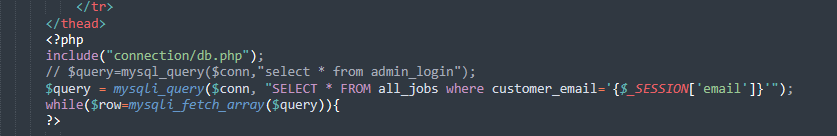 </tr>
</thead>
<?php
include("connection/db.php");
// $query=mysql_query($conn,"select * from admin_login");
$query = mysqli_query($conn, "SELECT * FROM all_jobs where customer_email='{$_SESSION['email']}'");
while($row=mysqli_fetch_array($query)){
?>